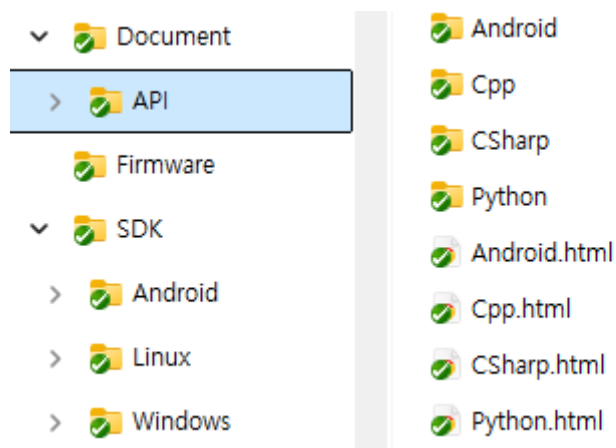 Document
API
Firmware
SDK
Android
Linux
Windows
Android
Cpp
CSharp
Python
Android.html
Cpp.html
CSharp.html
Python.html